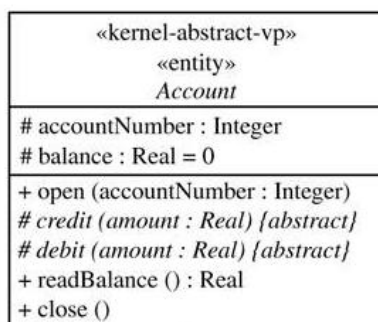 «kernel-abstract-vp»
«entity»
Account
# accountNumber : Integer
# balance : Real = 0
+ open (accountNumber : Integer)
# credit (amount : Real) {abstract}
# debit (amount : Real) {abstract}
+ readBalance () : Real
+ close ()